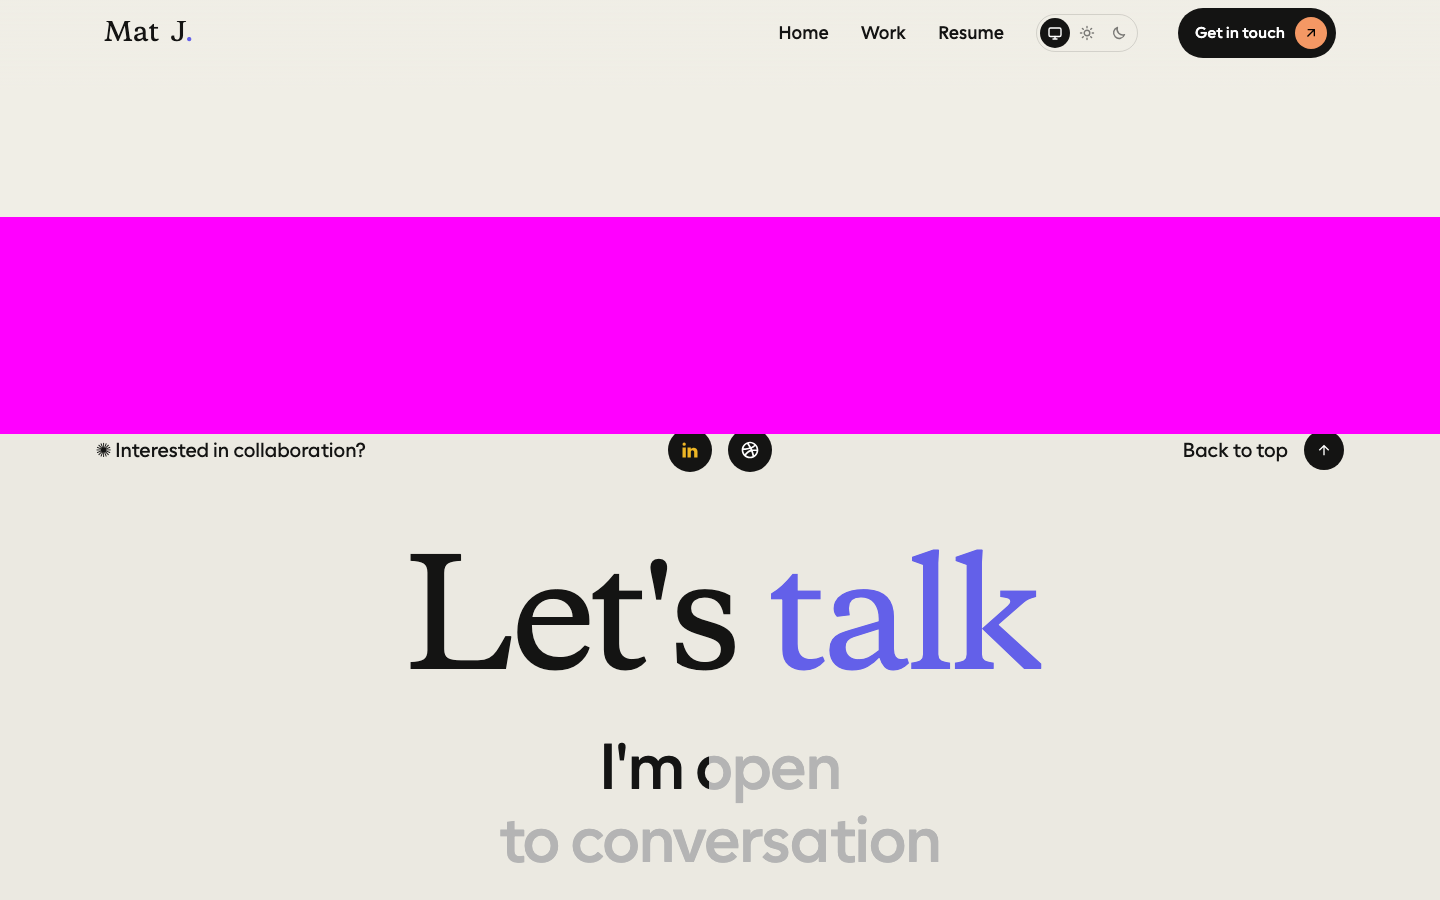 Mat J.
Home
Work
Resume
Get in touch
Interested in collaboration?
in
Back to top
Let's talk
I'm open
to conversation